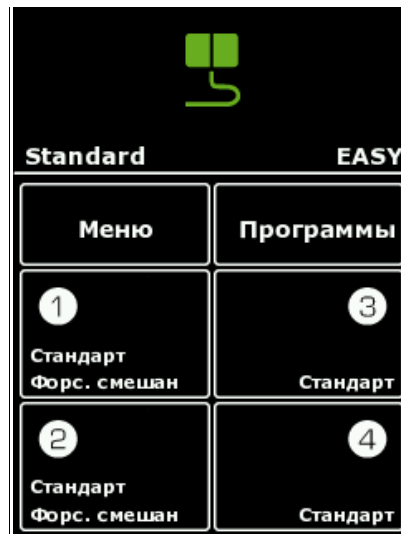 Standard EASY
Меню Программы
1 3
Стандарт
Форс. смешан Стандарт
2 4
Стандарт
Форс. смешан Стандарт